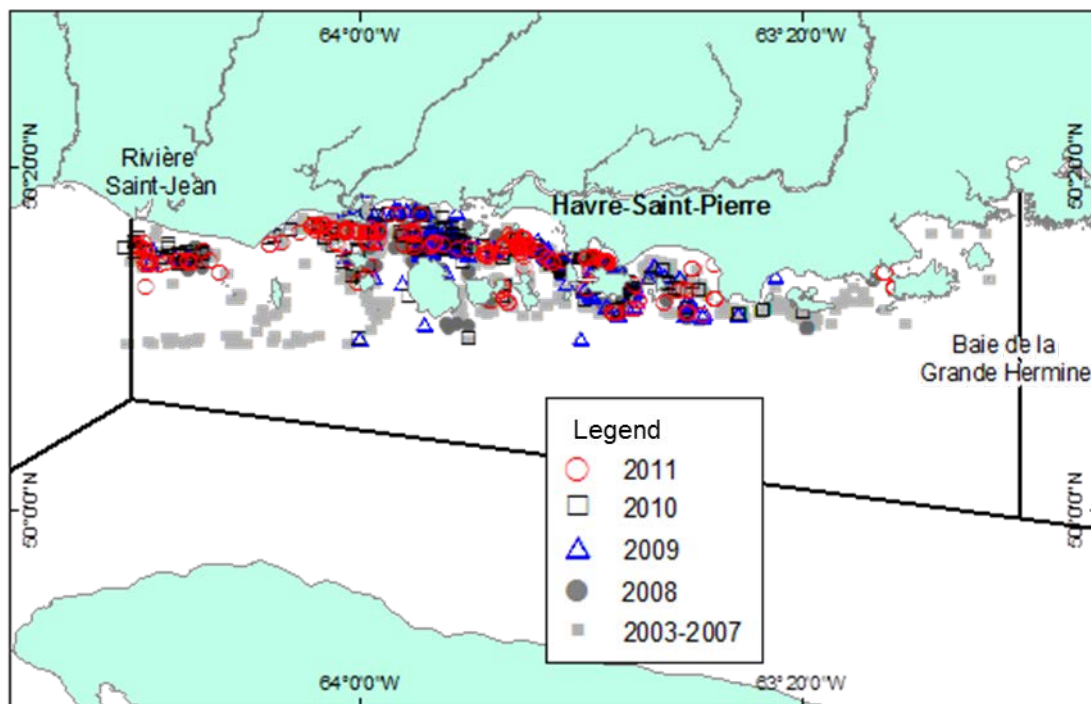 64°0'0"W
63°20'0"W
50°20'0"N
50°20'0"N
Rivière
Saint-Jean
Havre-Saint-Pierre
Baie de la
Grande Hermine
50°0'0"N
50°0'0"N
Legend
2011
2010
2009
2008
2003-2007
64°0'0"W
63°20'0"W